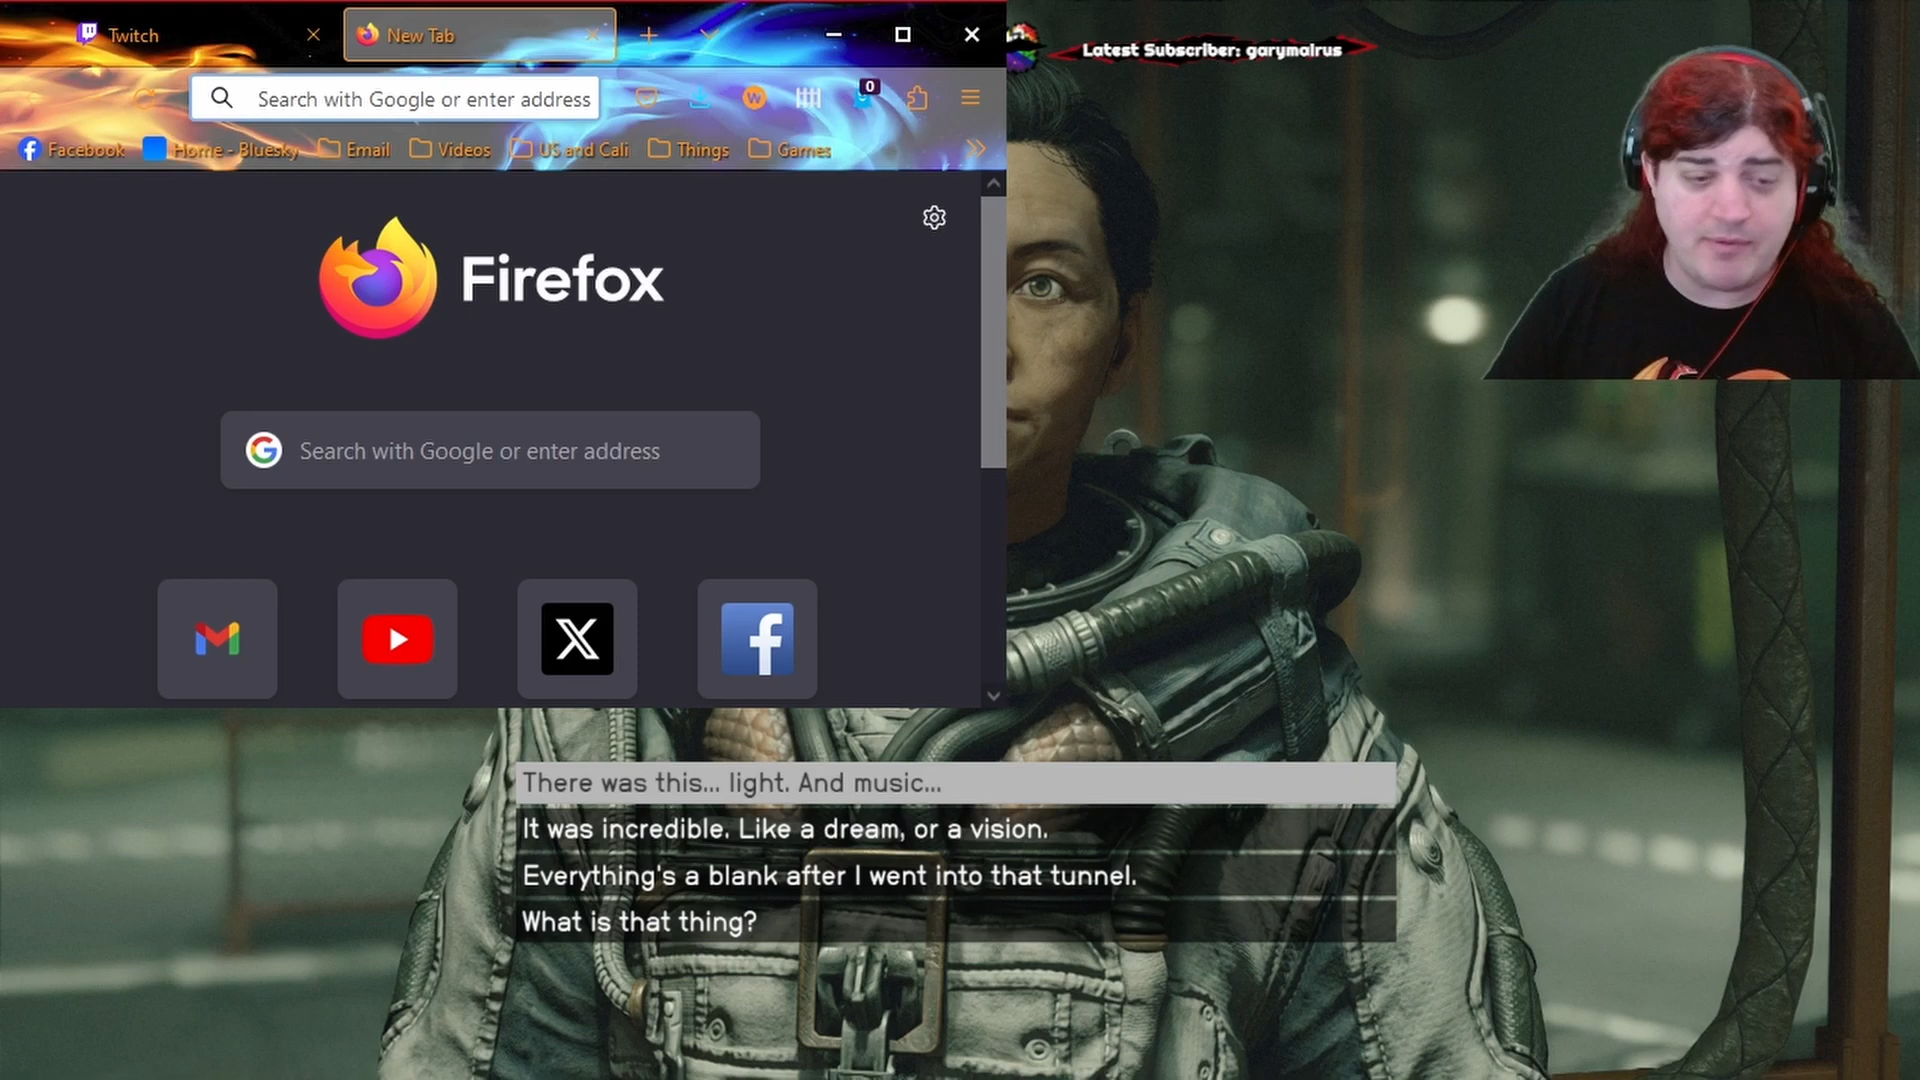 Twitch
New Tab
Latest Subscriber: garymairus
Search with Google or enter address
0
Facebook
Home - Bluesky
Email
Videos
US and Cali
Things
Games
Firefox
Search with Google or enter address
There was this... light. And music...
It was incredible. Like a dream, or a vision.
Everything's a blank after I went into that tunnel.
What is that thing?